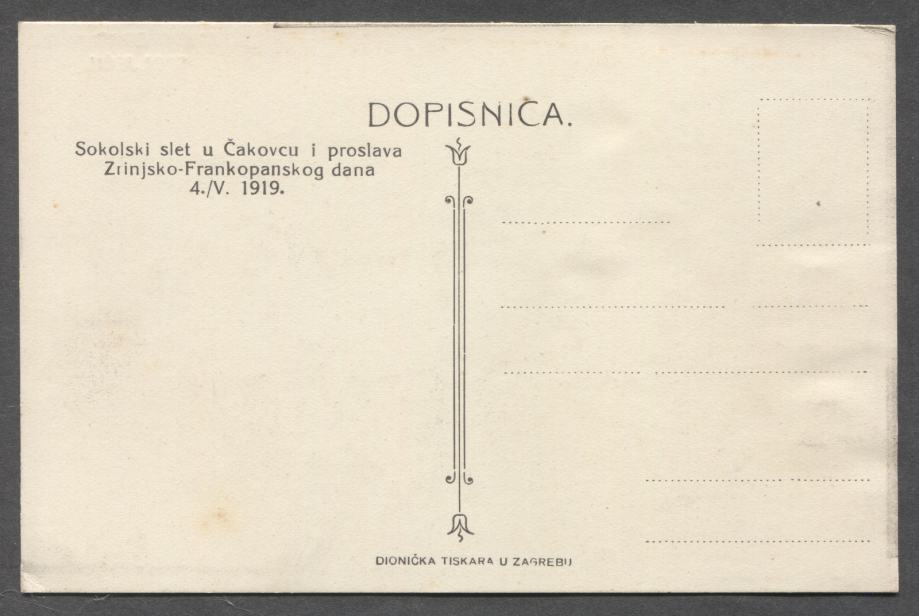 DOPISNICA.
Sokolski slet u Čakovcu i proslava
Zrinjsko-Frankopanskog dana
4./V. 1919.
DIONIČKA TISKARA U ZAGREBU